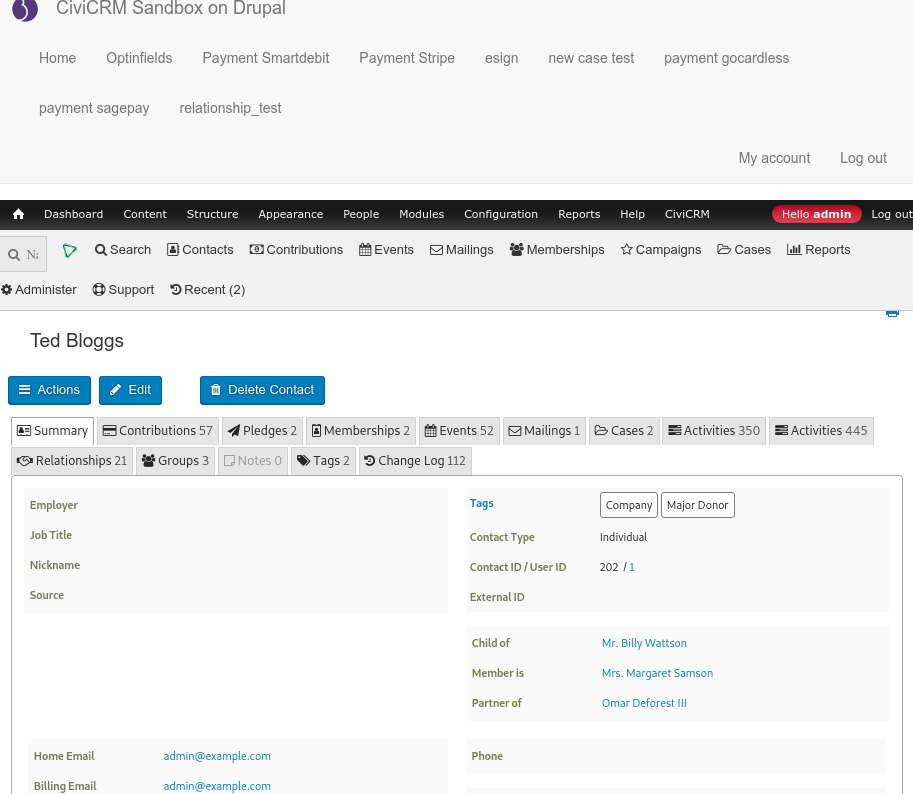 CiviCRM Sandbox on Drupal
Home Optinfields Payment Smartdebit Payment Stripe esign new case test payment gocardless
payment sagepay relationship_test
My account Log out
Dashboard Content Structure Appearance People Modules Configuration Reports Help CiviCRM Hello admin Log out
Search Contacts Contributions Events Mailings Memberships Campaigns Cases Reports
Administer Support Recent (2)
Ted Bloggs
Actions Edit Delete Contact
Summary Contributions 57 Pledges 2 Memberships 2 Events 52 Mailings 1 Cases 2 Activities 350 Activities 445
Relationships 21 Groups 3 Notes 0 Tags 2 Change Log 112
Employer
Job Title
Nickname
Source
Tags Company Major Donor
Contact Type Individual
Contact ID / User ID 202 / 1
External ID
Child of Mr. Billy Wattson
Member is Mrs. Margaret Samson
Partner of Omar Deforest III
Home Email admin@example.com
Billing Email admin@example.com
Phone